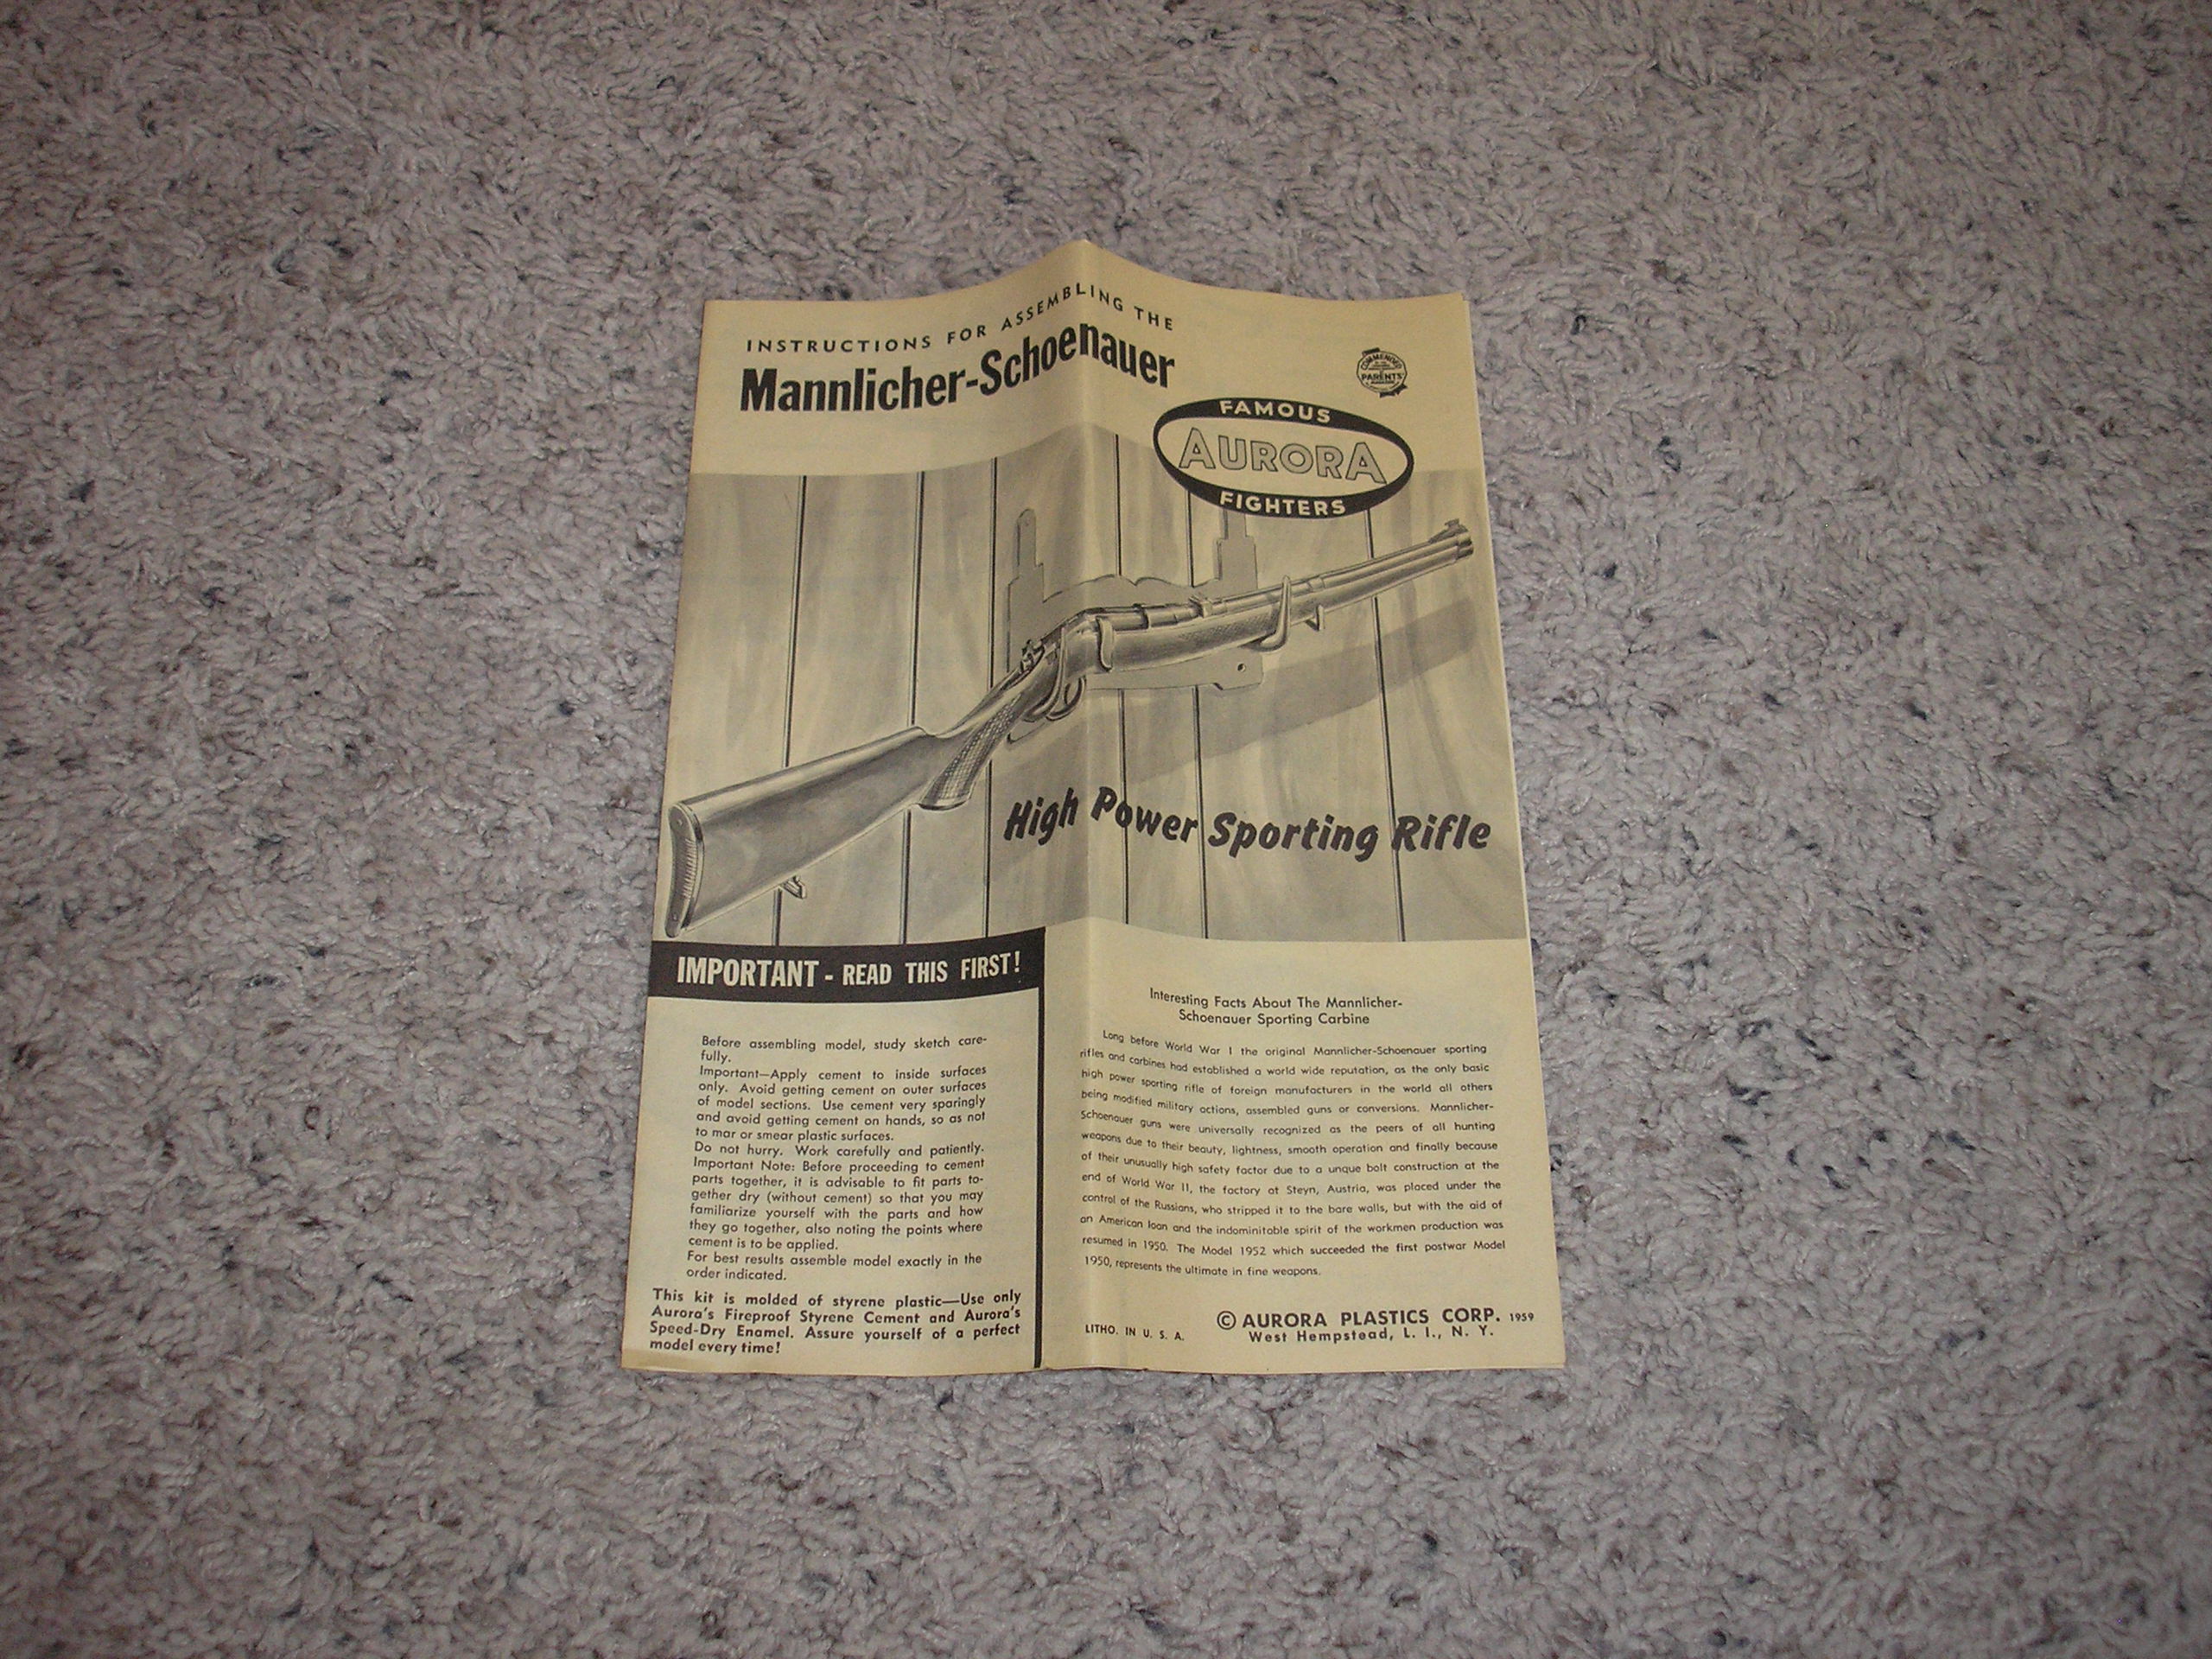 INSTRUCTIONS FOR ASSEMBLING THE
Mannlicher-Schoenauer
COMMENDED
PARENTS'
FAMOUS
AURORA
FIGHTERS
High Power Sporting Rifle
IMPORTANT - READ THIS FIRST!
Before assembling model, study sketch care-
fully.
Important—Apply cement to inside surfaces
only. Avoid getting cement on outer surfaces
of model sections. Use cement very sparingly
and avoid getting cement on hands, so as not
to mar or smear plastic surfaces.
Do not hurry. Work carefully and patiently.
Important Note: Before proceeding to cement
parts together, it is advisable to fit parts to-
gether dry (without cement) so that you may
familiarize yourself with the parts and how
they go together, also noting the points where
cement is to be applied.
For best results assemble model exactly in the
order indicated.
This kit is molded of styrene plastic—Use only
Aurora's Fireproof Styrene Cement and Aurora's
Speed-Dry Enamel. Assure yourself of a perfect
model every time!
Interesting Facts About The Mannlicher-
Schoenauer Sporting Carbine
Long before World War I the original Mannlicher-Schoenauer sporting
rifles and carbines had established a world wide reputation, as the only basic
high power sporting rifle of foreign manufacturers in the world all others
being modified military actions, assembled guns or conversions. Mannlicher-
Schoenauer guns were universally recognized as the peers of all hunting
weapons due to their beauty, lightness, smooth operation and finally because
of their unusually high safety factor due to a unque bolt construction at the
end of World War II, the factory at Steyn, Austria, was placed under the
control of the Russians, who stripped it to the bare walls, but with the aid of
an American loan and the indominitable spirit of the workmen production was
resumed in 1950. The Model 1952 which succeeded the first postwar Model
1950, represents the ultimate in fine weapons.
LITHO. IN U. S. A.
© AURORA PLASTICS CORP. 1959
West Hempstead, L. I., N. Y.